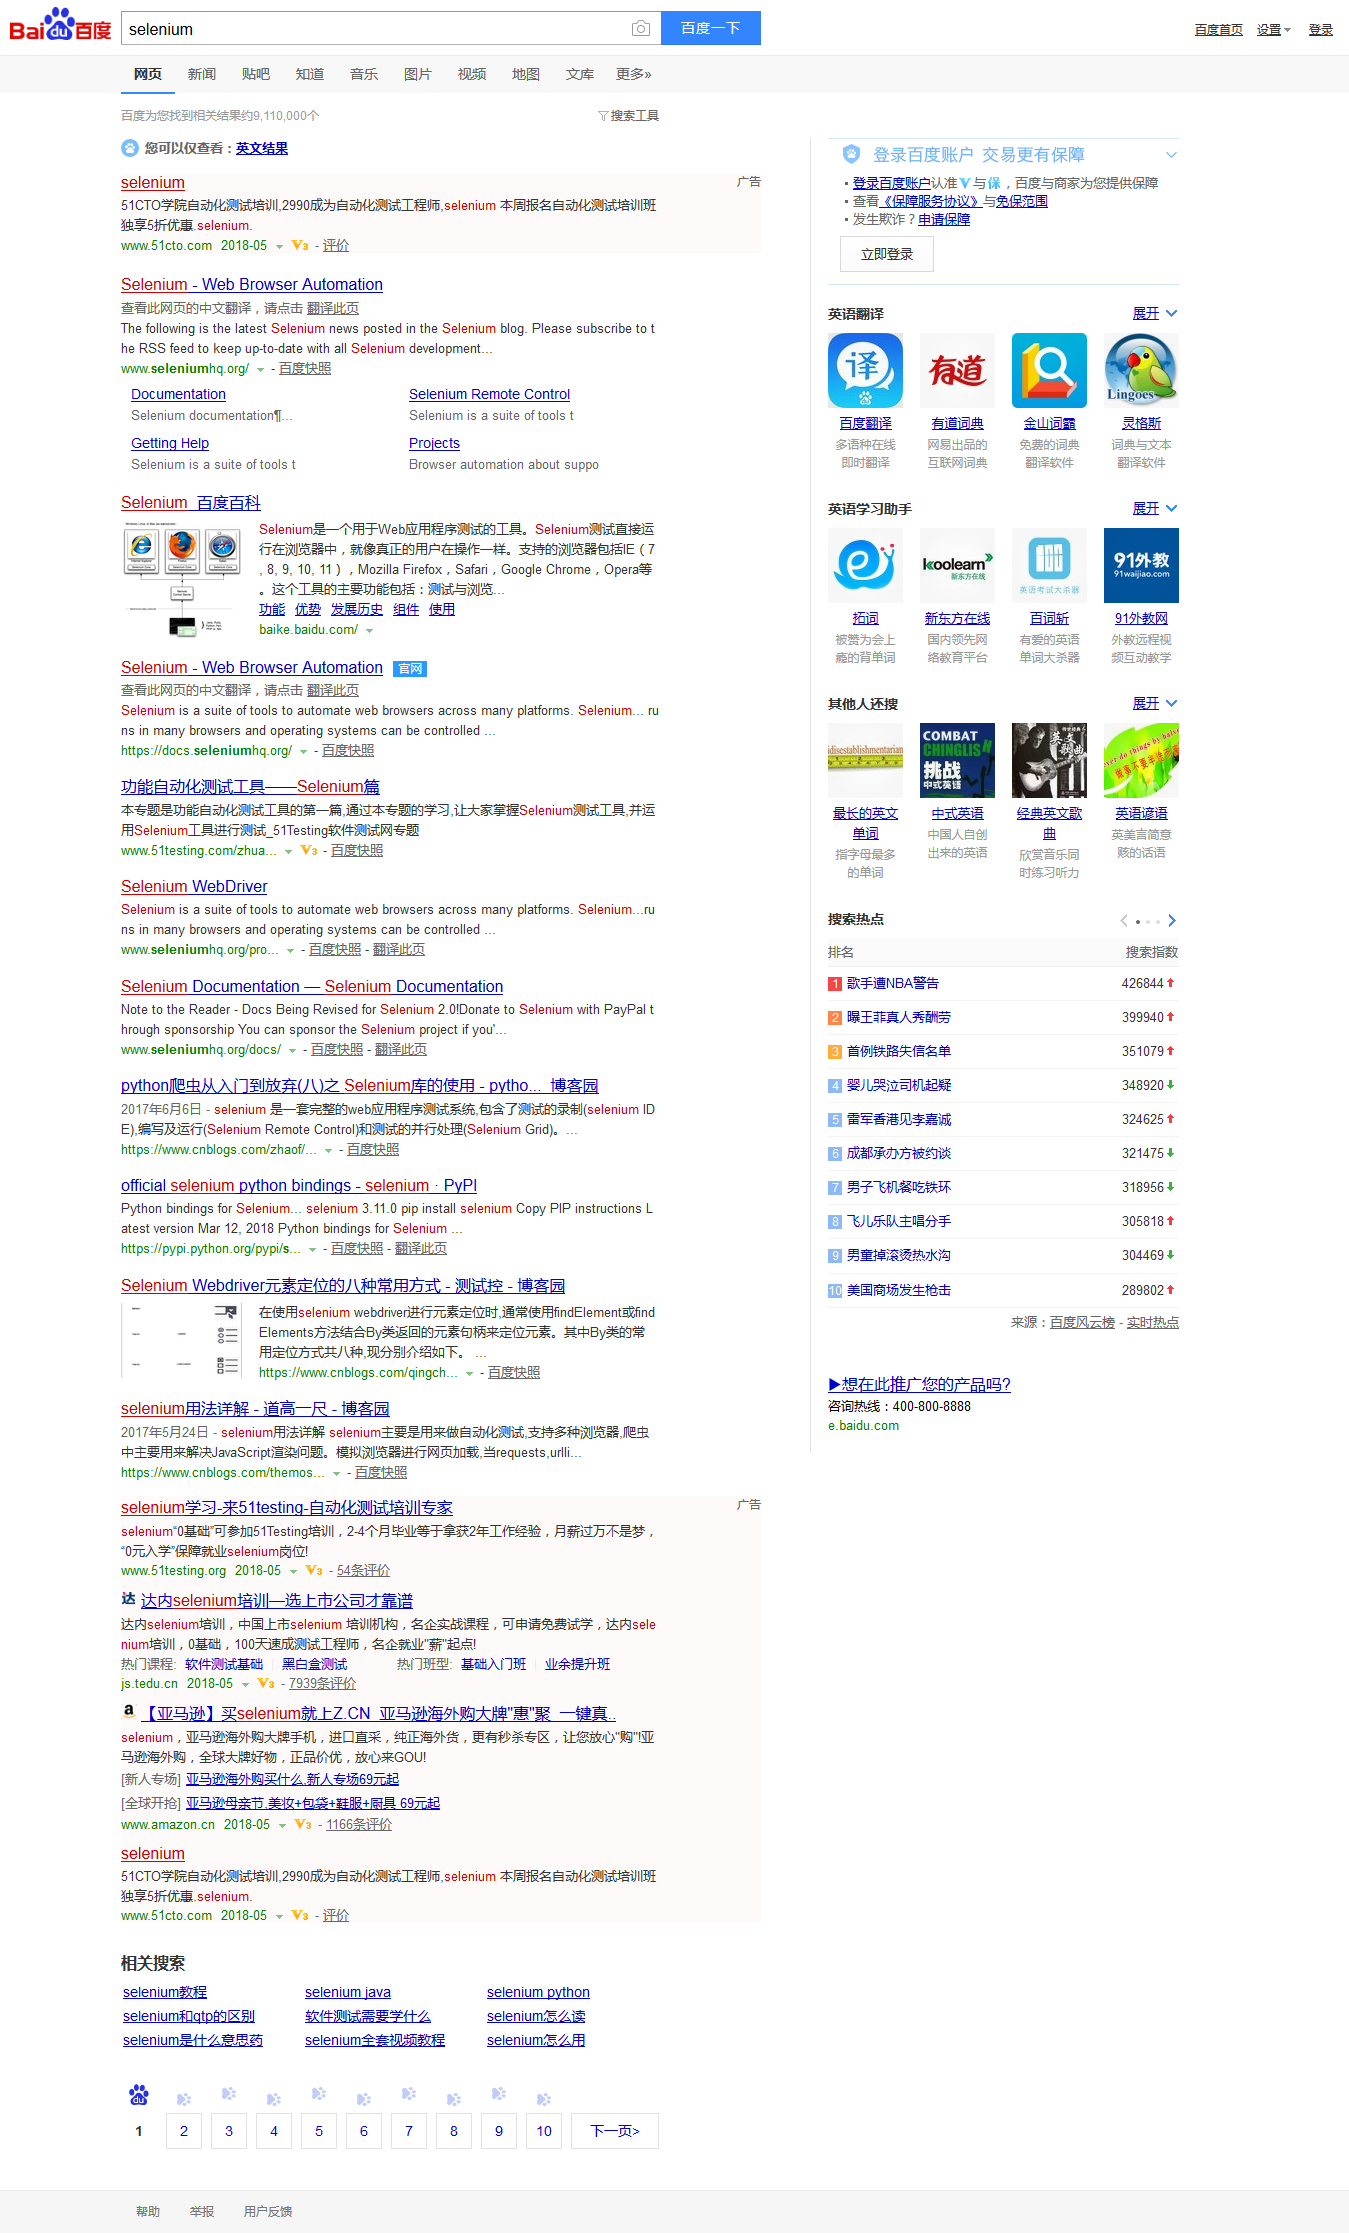 Bai du 百度
selenium
百度一下
百度首页 设置 登录
网页 新闻 贴吧 知道 音乐 图片 视频 地图 文库 更多»
百度为您找到相关结果约9,110,000个 搜索工具
您可以仅查看：英文结果
selenium 广告
51CTO学院自动化测试培训,2990成为自动化测试工程师,selenium 本周报名自动化测试培训班
独享5折优惠.selenium.
www.51cto.com 2018-05 V3 - 评价
Selenium - Web Browser Automation
查看此网页的中文翻译，请点击 翻译此页
The following is the latest Selenium news posted in the Selenium blog. Please subscribe to t
he RSS feed to keep up-to-date with all Selenium development...
www.seleniumhq.org/ - 百度快照
Documentation Selenium Remote Control
Selenium documentation¶... Selenium is a suite of tools t
Getting Help Projects
Selenium is a suite of tools t Browser automation about suppo
Selenium_百度百科
Selenium是一个用于Web应用程序测试的工具。Selenium测试直接运
行在浏览器中，就像真正的用户在操作一样。支持的浏览器包括IE（7
, 8, 9, 10, 11），Mozilla Firefox，Safari，Google Chrome，Opera等
。这个工具的主要功能包括：测试与浏览...
功能 优势 发展历史 组件 使用
baike.baidu.com/
Selenium - Web Browser Automation 官网
查看此网页的中文翻译，请点击 翻译此页
Selenium is a suite of tools to automate web browsers across many platforms. Selenium... ru
ns in many browsers and operating systems can be controlled ...
https://docs.seleniumhq.org/ - 百度快照
功能自动化测试工具——Selenium篇
本专题是功能自动化测试工具的第一篇,通过本专题的学习,让大家掌握Selenium测试工具,并运
用Selenium工具进行测试_51Testing软件测试网专题
www.51testing.com/zhua... V3 - 百度快照
Selenium WebDriver
Selenium is a suite of tools to automate web browsers across many platforms. Selenium...ru
ns in many browsers and operating systems can be controlled ...
www.seleniumhq.org/pro... - 百度快照 - 翻译此页
Selenium Documentation — Selenium Documentation
Note to the Reader - Docs Being Revised for Selenium 2.0!Donate to Selenium with PayPal t
hrough sponsorship You can sponsor the Selenium project if you'...
www.seleniumhq.org/docs/ - 百度快照 - 翻译此页
python爬虫从入门到放弃(八)之 Selenium库的使用 - pytho..._博客园
2017年6月6日 - selenium 是一套完整的web应用程序测试系统,包含了测试的录制(selenium ID
E),编写及运行(Selenium Remote Control)和测试的并行处理(Selenium Grid)。...
https://www.cnblogs.com/zhaof/... - 百度快照
official selenium python bindings - selenium · PyPI
Python bindings for Selenium... selenium 3.11.0 pip install selenium Copy PIP instructions L
atest version Mar 12, 2018 Python bindings for Selenium ...
https://pypi.python.org/pypi/s... - 百度快照 - 翻译此页
Selenium Webdriver元素定位的八种常用方式 - 测试控 - 博客园
在使用selenium webdriver进行元素定位时,通常使用findElement或find
Elements方法结合By类返回的元素句柄来定位元素。其中By类的常
用定位方式共八种,现分别介绍如下。 ...
https://www.cnblogs.com/qingch... - 百度快照
selenium用法详解 - 道高一尺 - 博客园
2017年5月24日 - selenium用法详解 selenium主要是用来做自动化测试,支持多种浏览器,爬虫
中主要用来解决JavaScript渲染问题。模拟浏览器进行网页加载,当requests,urlli...
https://www.cnblogs.com/themos... - 百度快照
selenium学习-来51testing-自动化测试培训专家 广告
selenium“0基础”可参加51Testing培训，2-4个月毕业等于拿获2年工作经验，月薪过万不是梦，
“0元入学”保障就业selenium岗位!
www.51testing.org 2018-05 V3 - 54条评价
达 达内selenium培训—选上市公司才靠谱
达内selenium培训，中国上市selenium 培训机构，名企实战课程，可申请免费试学，达内sele
nium培训，0基础，100天速成测试工程师，名企就业"薪"起点!
热门课程: 软件测试基础 | 黑白盒测试 热门班型: 基础入门班 | 业余提升班
js.tedu.cn 2018-05 V3 - 7939条评价
a 【亚马逊】买selenium就上Z.CN_亚马逊海外购大牌"惠"聚_一键真..
selenium，亚马逊海外购大牌手机，进口直采，纯正海外货，更有秒杀专区，让您放心"购"!亚
马逊海外购，全球大牌好物，正品价优，放心来GOU!
[新人专场] 亚马逊海外购买什么,新人专场69元起
[全球开抢] 亚马逊母亲节,美妆+包袋+鞋服+厨具 69元起
www.amazon.cn 2018-05 V3 - 1166条评价
selenium
51CTO学院自动化测试培训,2990成为自动化测试工程师,selenium 本周报名自动化测试培训班
独享5折优惠.selenium.
www.51cto.com 2018-05 V3 - 评价
相关搜索
selenium教程 selenium java selenium python
selenium和qtp的区别 软件测试需要学什么 selenium怎么读
selenium是什么意思药 selenium全套视频教程 selenium怎么用
du
1 2 3 4 5 6 7 8 9 10 下一页>
帮助 举报 用户反馈
登录百度账户 交易更有保障
登录百度账户认准V与保，百度与商家为您提供保障
查看《保障服务协议》与免保范围
发生欺诈？申请保障
立即登录
英语翻译 展开
译 有道 Lingoes
百度翻译 有道词典 金山词霸 灵格斯
多语种在线 网易出品的 免费的词典 词典与文本
即时翻译 互联网词典 翻译软件 翻译软件
英语学习助手 展开
koolearn 新东方在线 英语考试大杀器 91外教 91waijiao.com
拓词 新东方在线 百词斩 91外教网
被赞为会上 国内领先网 有爱的英语 外教远程视
瘾的背单词 络教育平台 单词大杀器 频互动教学
其他人还搜 展开
idisestablishmentarian COMBAT CHINGLISH 挑战 中式英语 英文歌曲 ever do things by halve 做事不要半途而废
最长的英文 中式英语 经典英文歌 英语谚语
单词 中国人自创 曲 英美言简意
指字母最多 出来的英语 欣赏音乐同 赅的话语
的单词 时练习听力
搜索热点
排名 搜索指数
1 歌手遭NBA警告 426844
2 曝王菲真人秀酬劳 399940
3 首例铁路失信名单 351079
4 婴儿哭泣司机起疑 348920
5 雷军香港见李嘉诚 324625
6 成都承办方被约谈 321475
7 男子飞机餐吃铁环 318956
8 飞儿乐队主唱分手 305818
9 男童掉滚烫热水沟 304469
10 美国商场发生枪击 289802
来源：百度风云榜 - 实时热点
▶想在此推广您的产品吗?
咨询热线：400-800-8888
e.baidu.com